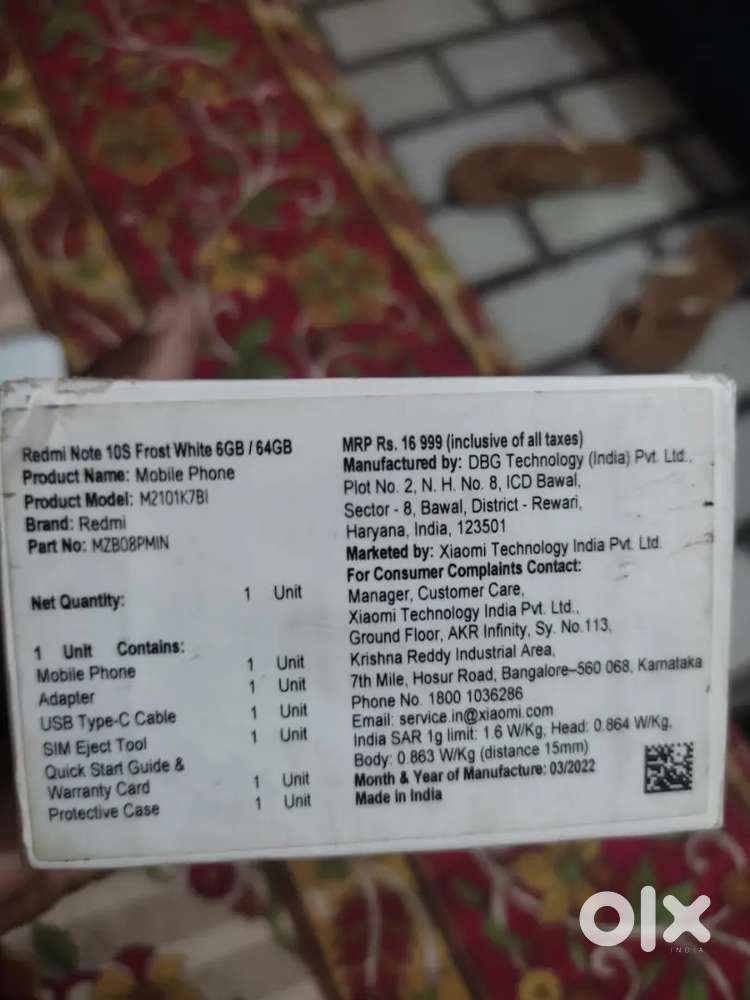 Redmi Note 10S Frost White 6GB / 64GB
Product Name: Mobile Phone
Product Model: M2101K7BI
Brand: Redmi
Part No: MZB08PMIN
Net Quantity: 1 Unit
1 Unit Contains:
Mobile Phone 1 Unit
Adapter 1 Unit
USB Type-C Cable 1 Unit
SIM Eject Tool 1 Unit
Quick Start Guide &
Warranty Card 1 Unit
Protective Case 1 Unit
MRP Rs. 16 999 (inclusive of all taxes)
Manufactured by: DBG Technology (India) Pvt. Ltd.,
Plot No. 2, N. H. No. 8, ICD Bawal,
Sector - 8, Bawal, District - Rewari,
Haryana, India, 123501
Marketed by: Xiaomi Technology India Pvt. Ltd.
For Consumer Complaints Contact:
Manager, Customer Care,
Xiaomi Technology India Pvt. Ltd.,
Ground Floor, AKR Infinity, Sy. No.113,
Krishna Reddy Industrial Area,
7th Mile, Hosur Road, Bangalore–560 068, Karnataka
Phone No. 1800 1036286
Email: service.in@xiaomi.com
India SAR 1g limit: 1.6 W/Kg, Head: 0.864 W/Kg,
Body: 0.863 W/Kg (distance 15mm)
Month & Year of Manufacture: 03/2022
Made in India
olx
INDIA